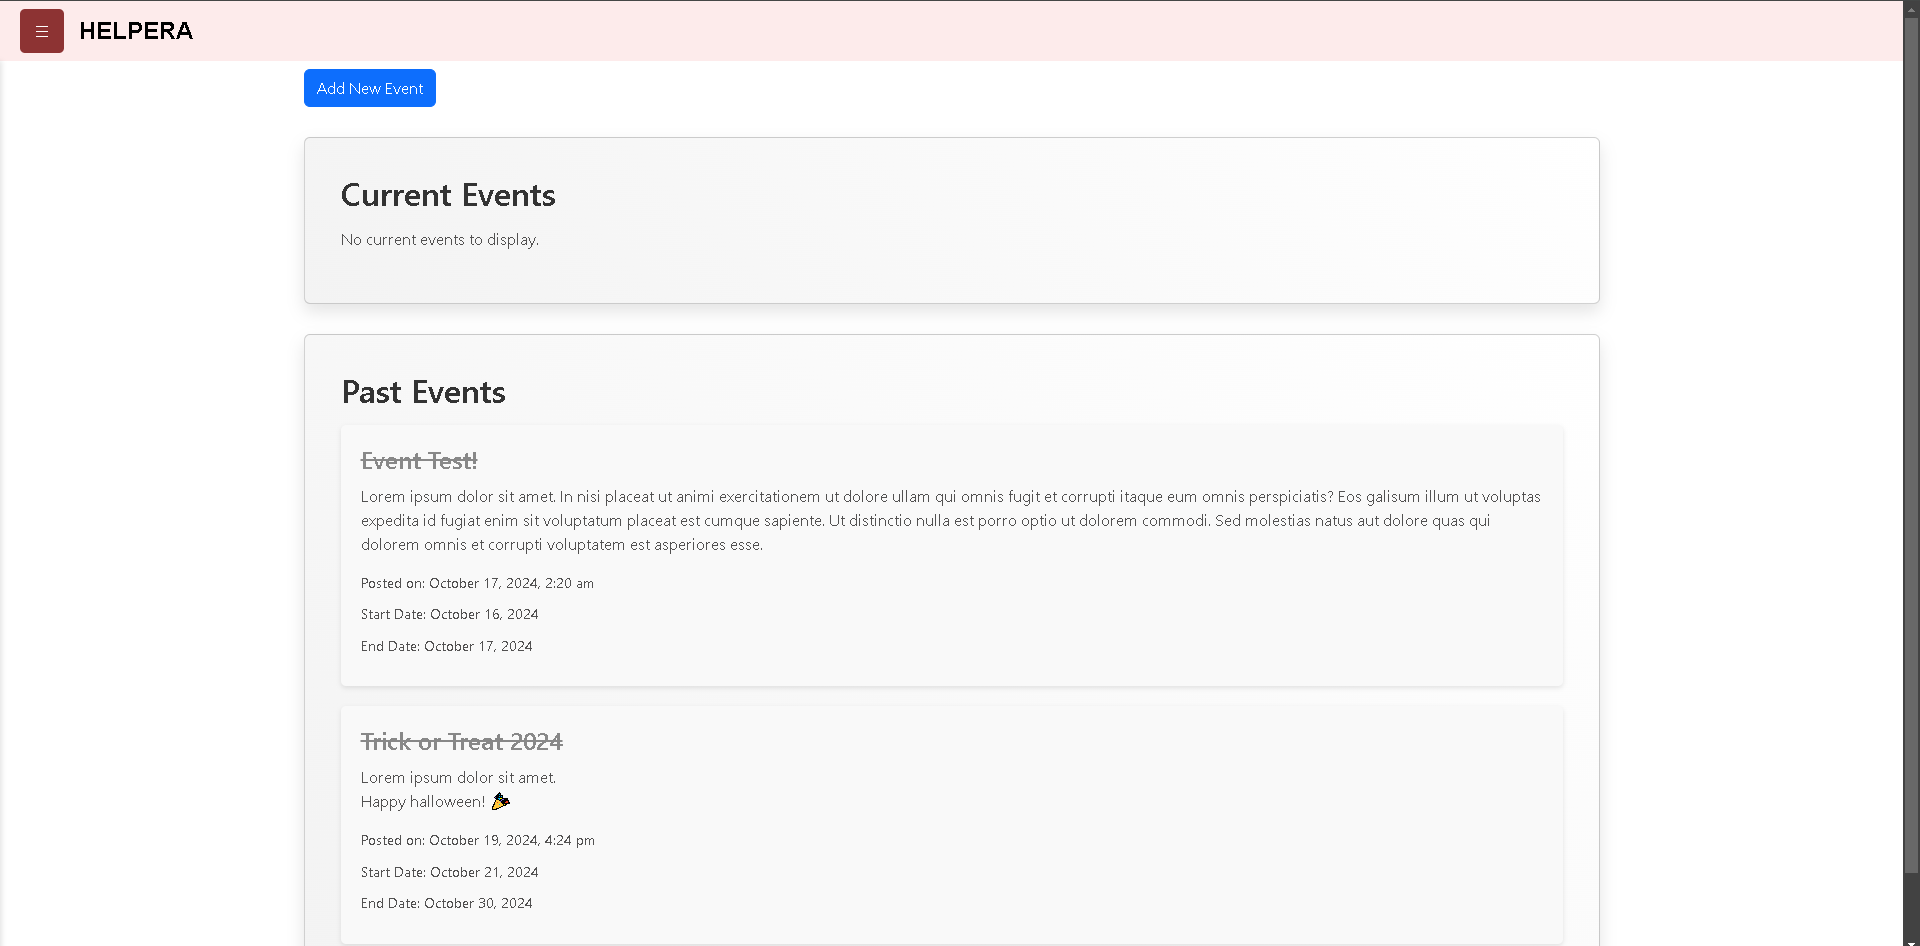 ☰ HELPERA
Add New Event
Current Events
No current events to display.
Past Events
Event Test!
Lorem ipsum dolor sit amet. In nisi placeat ut animi exercitationem ut dolore ullam qui omnis fugit et corrupti itaque eum omnis perspiciatis? Eos galisum illum ut voluptas
expedita id fugiat enim sit voluptatum placeat est cumque sapiente. Ut distinctio nulla est porro optio ut dolorem commodi. Sed molestias natus aut dolore quas qui
dolorem omnis et corrupti voluptatem est asperiores esse.
Posted on: October 17, 2024, 2:20 am
Start Date: October 16, 2024
End Date: October 17, 2024
Trick or Treat 2024
Lorem ipsum dolor sit amet.
Happy halloween! 🎉
Posted on: October 19, 2024, 4:24 pm
Start Date: October 21, 2024
End Date: October 30, 2024